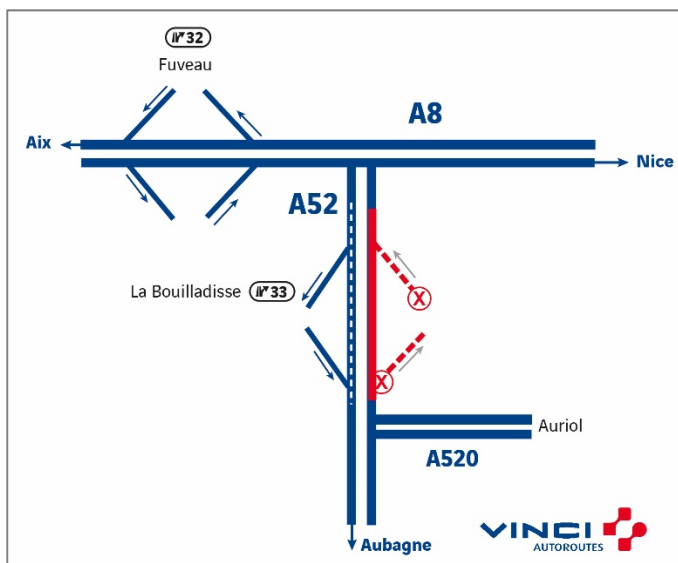 N° 32
Fuveau
A8
Aix
Nice
A52
La Bouilladisse N° 33
X
X
Auriol
A520
Aubagne
VINCI
AUTOROUTES